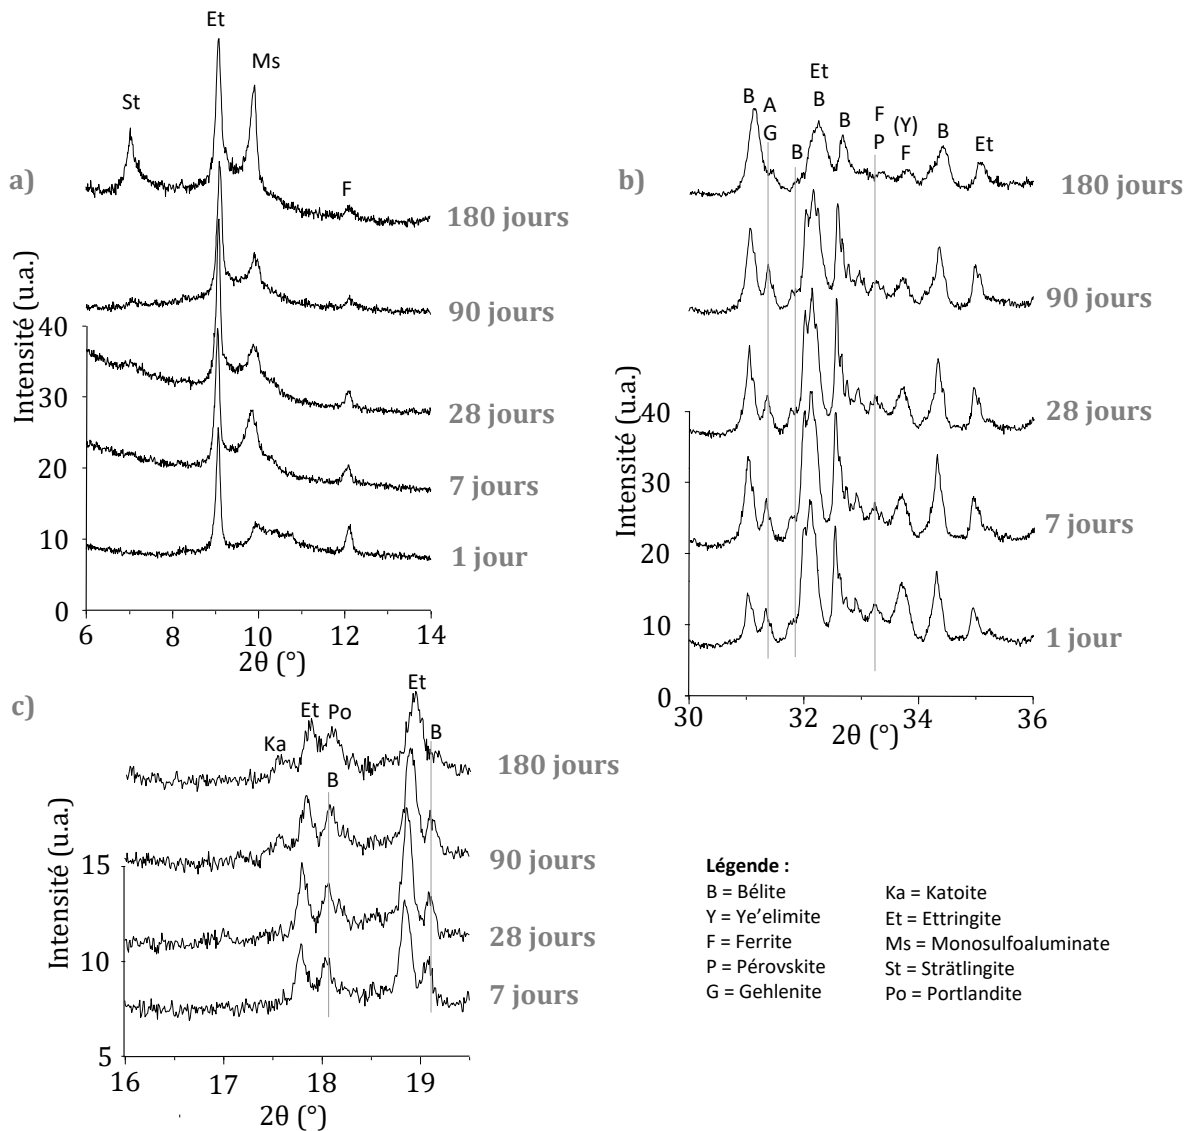 a)
Et
Ms
St
F
180 jours
90 jours
28 jours
7 jours
1 jour
Intensité (u.a.)
40
30
20
10
0
6 8 10 12 14
2θ (°)
b)
Et
B A B B F (Y) B Et
G B P F
180 jours
90 jours
28 jours
7 jours
1 jour
Intensité (u.a.)
40
30
20
10
0
30 32 34 36
2θ (°)
c)
Et
Et Po
Ka B
B
180 jours
90 jours
28 jours
7 jours
Intensité (u.a.)
15
10
5
16 17 18 19
2θ (°)
Légende :
B = Bélite
Y = Ye’elimite
F = Ferrite
P = Pérovskite
G = Gehlenite
Ka = Katoite
Et = Ettringite
Ms = Monosulfoaluminate
St = Strätlingite
Po = Portlandite